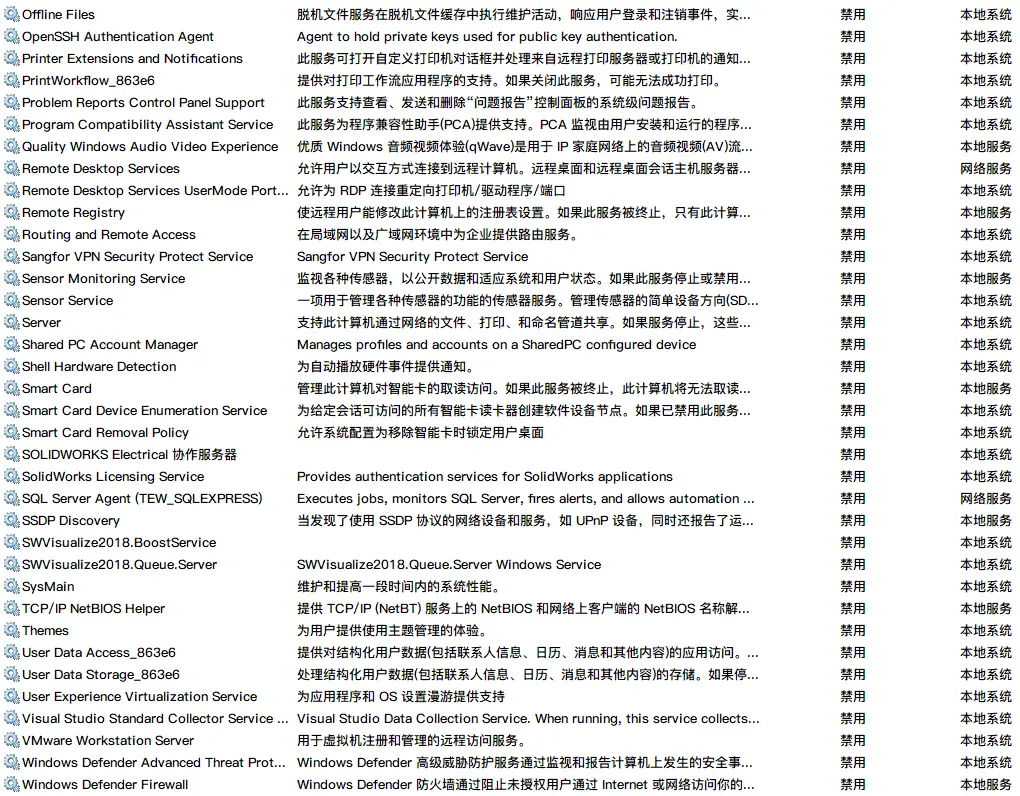 Offline Files 脱机文件服务在脱机文件缓存中执行维护活动，响应用户登录和注销事件，实... 禁用 本地系统
OpenSSH Authentication Agent Agent to hold private keys used for public key authentication. 禁用 本地系统
Printer Extensions and Notifications 此服务可打开自定义打印机对话框并处理来自远程打印服务器或打印机的通知... 禁用 本地系统
PrintWorkflow_863e6 提供对打印工作流应用程序的支持。如果关闭此服务，可能无法成功打印。 禁用 本地系统
Problem Reports Control Panel Support 此服务支持查看、发送和删除“问题报告”控制面板的系统级问题报告。 禁用 本地系统
Program Compatibility Assistant Service 此服务为程序兼容性助手(PCA)提供支持。PCA 监视由用户安装和运行的程序... 禁用 本地系统
Quality Windows Audio Video Experience 优质 Windows 音频视频体验(qWave)是用于 IP 家庭网络上的音频视频(AV)流... 禁用 本地服务
Remote Desktop Services 允许用户以交互方式连接到远程计算机。远程桌面和远程桌面会话主机服务器... 禁用 网络服务
Remote Desktop Services UserMode Port... 允许为 RDP 连接重定向打印机/驱动程序/端口 禁用 本地系统
Remote Registry 使远程用户能修改此计算机上的注册表设置。如果此服务被终止，只有此计算... 禁用 本地服务
Routing and Remote Access 在局域网以及广域网环境中为企业提供路由服务。 禁用 本地系统
Sangfor VPN Security Protect Service Sangfor VPN Security Protect Service 禁用 本地系统
Sensor Monitoring Service 监视各种传感器，以公开数据和适应系统和用户状态。如果此服务停止或禁用... 禁用 本地服务
Sensor Service 一项用于管理各种传感器的功能的传感器服务。管理传感器的简单设备方向(SD... 禁用 本地系统
Server 支持此计算机通过网络的文件、打印、和命名管道共享。如果服务停止，这些... 禁用 本地系统
Shared PC Account Manager Manages profiles and accounts on a SharedPC configured device 禁用 本地系统
Shell Hardware Detection 为自动播放硬件事件提供通知。 禁用 本地系统
Smart Card 管理此计算机对智能卡的取读访问。如果此服务被终止，此计算机将无法取读... 禁用 本地服务
Smart Card Device Enumeration Service 为给定会话可访问的所有智能卡读卡器创建软件设备节点。如果已禁用此服务... 禁用 本地系统
Smart Card Removal Policy 允许系统配置为移除智能卡时锁定用户桌面 禁用 本地系统
SOLIDWORKS Electrical 协作服务器 禁用 本地系统
SolidWorks Licensing Service Provides authentication services for SolidWorks applications 禁用 本地系统
SQL Server Agent (TEW_SQLEXPRESS) Executes jobs, monitors SQL Server, fires alerts, and allows automation ... 禁用 网络服务
SSDP Discovery 当发现了使用 SSDP 协议的网络设备和服务，如 UPnP 设备，同时还报告了运... 禁用 本地服务
SWVisualize2018.BoostService 禁用 本地系统
SWVisualize2018.Queue.Server SWVisualize2018.Queue.Server Windows Service 禁用 本地系统
SysMain 维护和提高一段时间内的系统性能。 禁用 本地系统
TCP/IP NetBIOS Helper 提供 TCP/IP (NetBT) 服务上的 NetBIOS 和网络上客户端的 NetBIOS 名称解... 禁用 本地服务
Themes 为用户提供使用主题管理的体验。 禁用 本地系统
User Data Access_863e6 提供对结构化用户数据(包括联系人信息、日历、消息和其他内容)的应用访问。... 禁用 本地系统
User Data Storage_863e6 处理结构化用户数据(包括联系人信息、日历、消息和其他内容)的存储。如果停... 禁用 本地系统
User Experience Virtualization Service 为应用程序和 OS 设置漫游提供支持 禁用 本地系统
Visual Studio Standard Collector Service ... Visual Studio Data Collection Service. When running, this service collects... 禁用 本地系统
VMware Workstation Server 用于虚拟机注册和管理的远程访问服务。 禁用 本地系统
Windows Defender Advanced Threat Prot... Windows Defender 高级威胁防护服务通过监视和报告计算机上发生的安全事... 禁用 本地系统
Windows Defender Firewall Windows Defender 防火墙通过阻止未授权用户通过 Internet 或网络访问你的... 禁用 本地服务